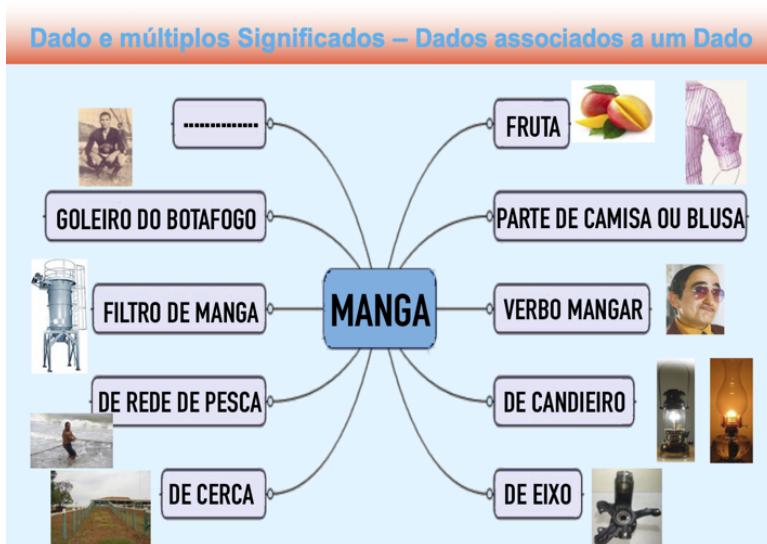 Dado e múltiplos Significados – Dados associados a um Dado
--------------
FRUTA
GOLEIRO DO BOTAFOGO
PARTE DE CAMISA OU BLUSA
FILTRO DE MANGA
MANGA
VERBO MANGAR
DE REDE DE PESCA
DE CANDIEIRO
DE CERCA
DE EIXO